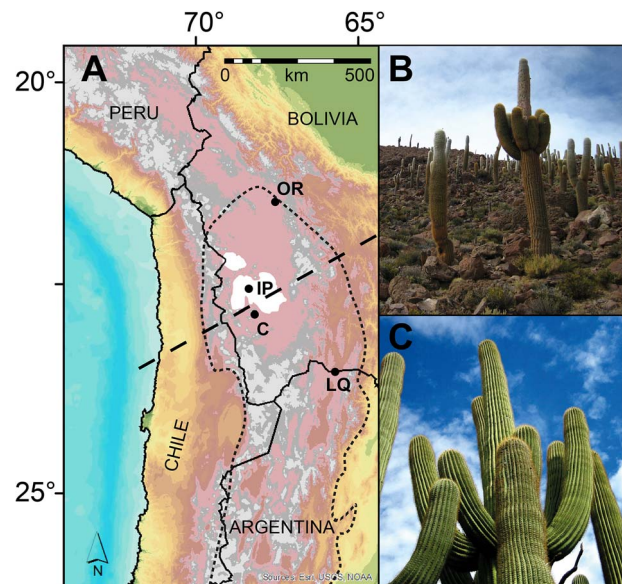 70° 65°
A
0 km 500
20°
PERU
BOLIVIA
OR
IP
C
LQ
CHILE
25°
ARGENTINA
N
Sources: Esri, USGS, NOAA
B
C